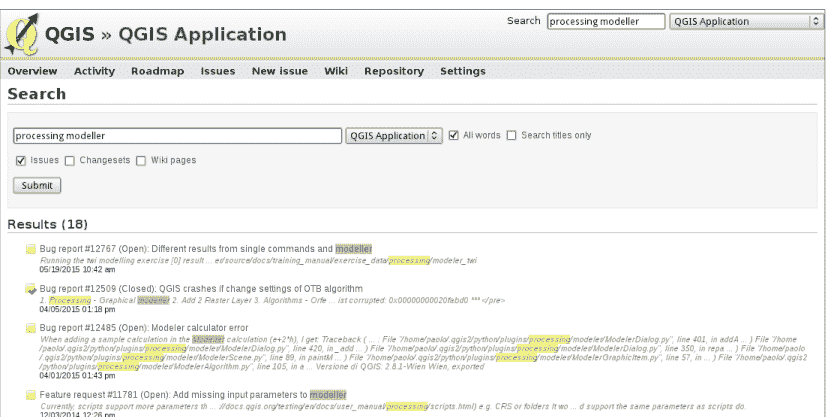 Search processing modeller QGIS Application
QGIS » QGIS Application
Overview Activity Roadmap Issues New issue Wiki Repository Settings
Search
processing modeller QGIS Application All words Search titles only
Issues Changesets Wiki pages
Submit
Results (18)
Bug report #12767 (Open): Different results from single commands and modeller
Running the twi modelling exercise [0] result ... ed/source/docs/training_manual/exercise_data/processing/modeler_twi
05/19/2015 10:42 am
Bug report #12509 (Closed): QGIS crashes if change settings of OTB algorithm
1. Processing - Graphical modeller 2. Add 2 Raster Layer 3. Algorithms - Orfe ... ist corrupted: 0x00000000020fabd0 *** </pre>
04/05/2015 01:18 pm
Bug report #12485 (Open): Modeler calculator error
When adding a sample calculation in the Modeller calculation (e+2*h), I get: Traceback ( ... : File "/home/paolo/.qgis2/python/plugins/processing/modeler/ModelerDialog.py", line 401, in addA ... ) File "/home
/paolo/.qgis2/python/plugins/processing/modeler/ModelerDialog.py", line 420, in _add ... ) File "/home/paolo/.qgis2/python/plugins/processing/modeler/ModelerDialog.py", line 350, in repa ... ) File "/home/paolo
/.qgis2/python/plugins/processing/modeler/ModelerScene.py", line 89, in paintM ... ) File "/home/paolo/.qgis2/python/plugins/processing/modeler/ModelerGraphicItem.py", line 57, in ... ) File "/home/paolo/.qgis2
/python/plugins/processing/modeler/ModelerAlgorithm.py", line 105, in a ... Versione di QGIS: 2.8.1-Wien Wien, exported
04/01/2015 01:43 pm
Feature request #11781 (Open): Add missing input parameters to modeller
Currently, scripts support more parameters th ... //docs.qgis.org/testing/en/docs/user_manual/processing/scripts.html) e.g. CRS or folders It wo ... d support the same parameters as scripts do.
12/03/2014 12:26 pm